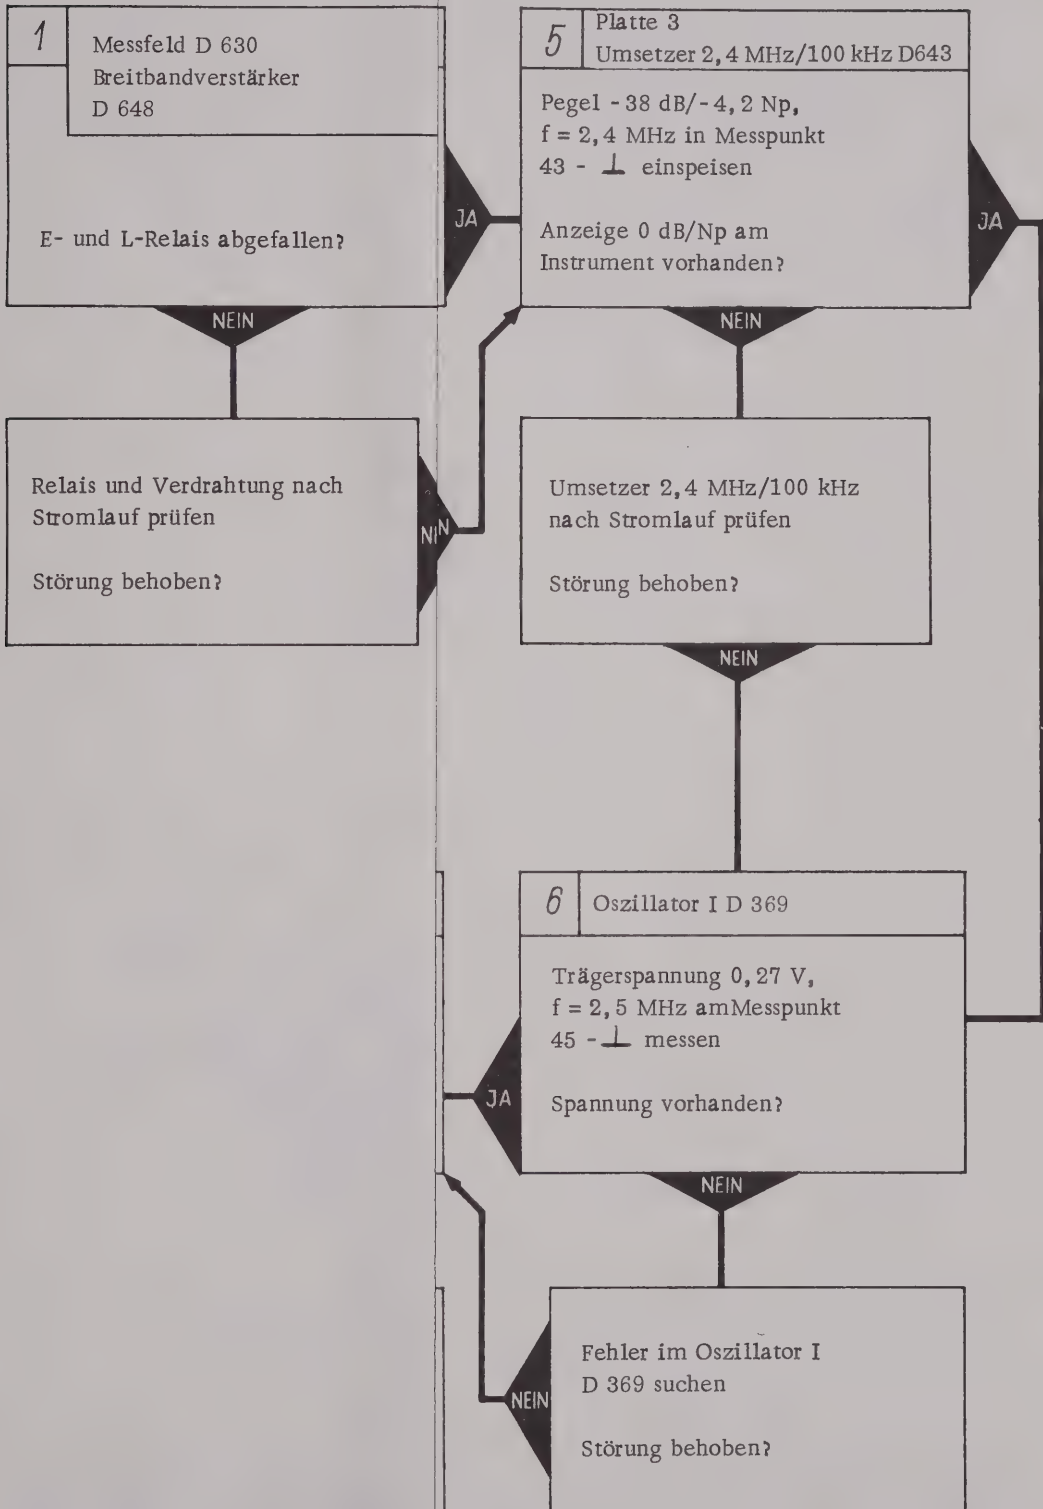 1
Messfeld D 630
Breitbandverstärker
D 648
E- und L-Relais abgefallen?
JA
NEIN
Relais und Verdrahtung nach
Stromlauf prüfen
Störung behoben?
5
Platte 3
Umsetzer 2,4 MHz/100 kHz D643
Pegel -38 dB/-4,2 Np,
f = 2,4 MHz in Messpunkt
43 - ⊥ einspeisen
Anzeige 0 dB/Np am
Instrument vorhanden?
JA
NEIN
Umsetzer 2,4 MHz/100 kHz
nach Stromlauf prüfen
Störung behoben?
NEIN
6
Oszillator I D 369
Trägerspannung 0,27 V,
f = 2,5 MHz amMesspunkt
45 - ⊥ messen
Spannung vorhanden?
JA
NEIN
Fehler im Oszillator I
D 369 suchen
Störung behoben?
NEIN